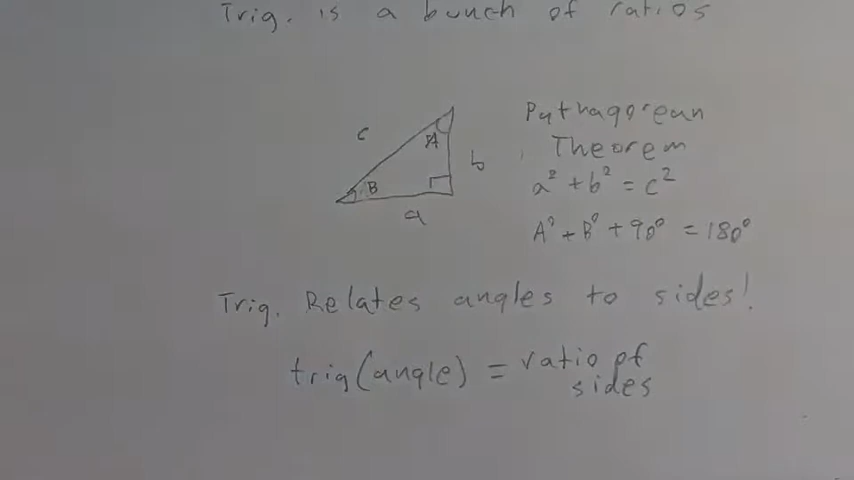 Trig. is a bunch of ratios
Pythagorean
Theorem
a² + b² = c²
A° + B° + 90° = 180°
c
A
b
B
a
Trig. Relates angles to sides!
trig(angle) = ratio of
sides